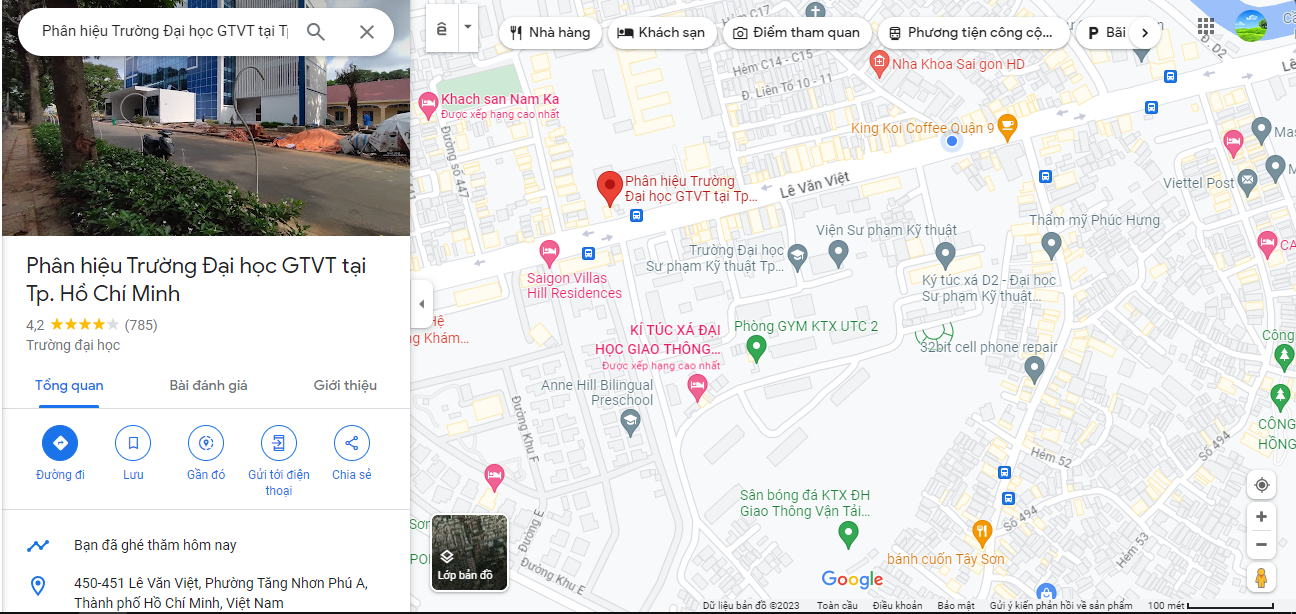 Phân hiệu Trường Đại học GTVT tại T
ê
Nhà hàng
Khách sạn
Điểm tham quan
Phương tiện công cộ...
P Bãi
Phân hiệu Trường Đại học GTVT tại
Tp. Hồ Chí Minh
4,2 (785)
Trường đại học
Tổng quan
Bài đánh giá
Giới thiệu
Đường đi
Lưu
Gần đó
Gửi tới điện
thoại
Chia sẻ
Bạn đã ghé thăm hôm nay
450-451 Lê Văn Việt, Phường Tăng Nhơn Phú A,
Thành phố Hồ Chí Minh, Việt Nam
Hẻm C17
Hẻm C14 - C15
Đ. Liên Tổ 10 - 11
Nha Khoa Sai gon HD
Đ. D2
Lê
Khach san Nam Ka
Được xếp hạng cao nhất
Đường số 447
King Koi Coffee Quận 9
Mas
M
Viettel Post
Phân hiệu Trường
Đại học GTVT tại Tp...
Lê Văn Việt
Thẩm mỹ Phúc Hưng
Viện Sư phạm Kỹ thuật
Trường Đại học
Sư phạm Kỹ thuật Tp...
CA
Saigon Villas
Hill Residences
Ký túc xá D2 - Đại học
Sư phạm Kỹ thuật...
Hệ
ng Khám...
KÍ TÚC XÁ ĐẠI
HỌC GIAO THÔNG...
Được xếp hạng cao nhất
Phòng GYM KTX UTC 2
32bit cell phone repair
Công
Anne Hill Bilingual
Preschool
Đường Khu F
CÔNG
HỒNG
Số 494
Hẻm 52
Sân bóng đá KTX ĐH
Giao Thông Vận Tải...
Số 494
Đường E
Sơn
POI
Hẻm 53
bánh cuốn Tây Sơn
Đường Khu E
Lớp bản đồ
Google
Dữ liệu bản đồ ©2023
Toàn cầu
Điều khoản
Bảo mật
Gửi ý kiến phản hồi về sản phẩm
100 mét